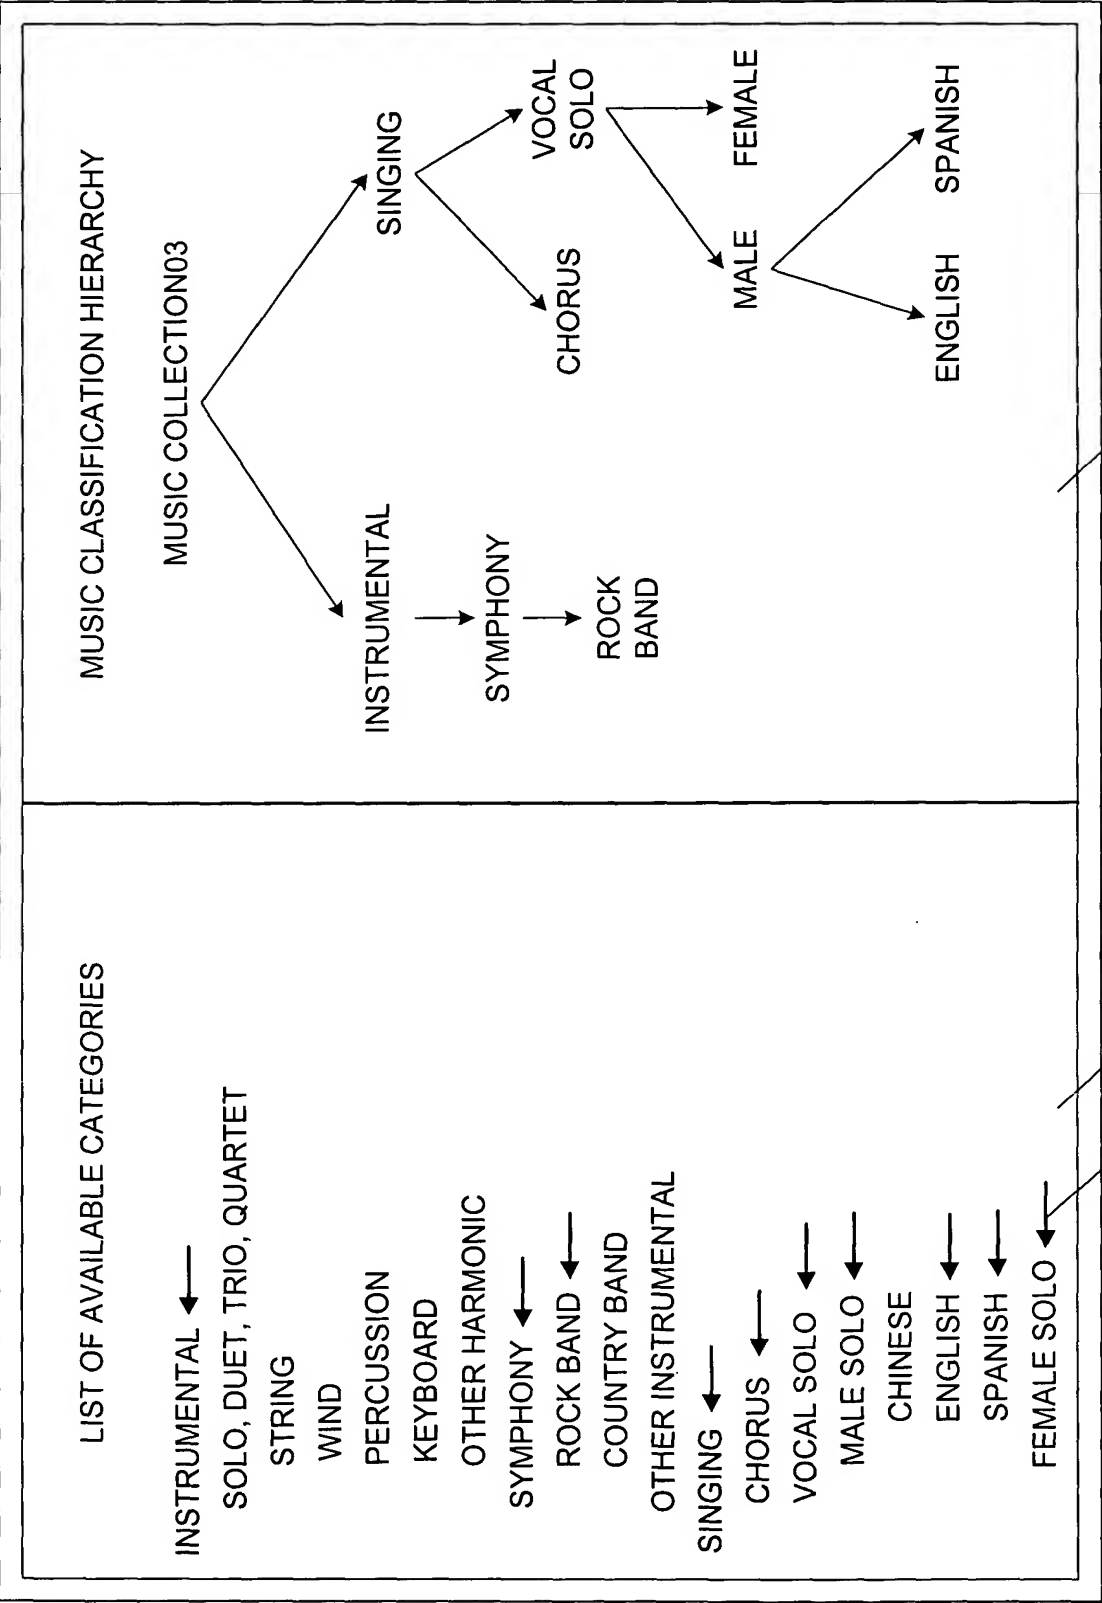 LIST OF AVAILABLE CATEGORIES
INSTRUMENTAL
SOLO, DUET, TRIO, QUARTET
STRING
WIND
PERCUSSION
KEYBOARD
OTHER HARMONIC
SYMPHONY
ROCK BAND
COUNTRY BAND
OTHER INSTRUMENTAL
SINGING
CHORUS
VOCAL SOLO
MALE SOLO
CHINESE
ENGLISH
SPANISH
FEMALE SOLO
MUSIC CLASSIFICATION HIERARCHY
MUSIC COLLECTION03
INSTRUMENTAL
SINGING
SYMPHONY
CHORUS
VOCAL
SOLO
ROCK
BAND
MALE
FEMALE
ENGLISH
SPANISH